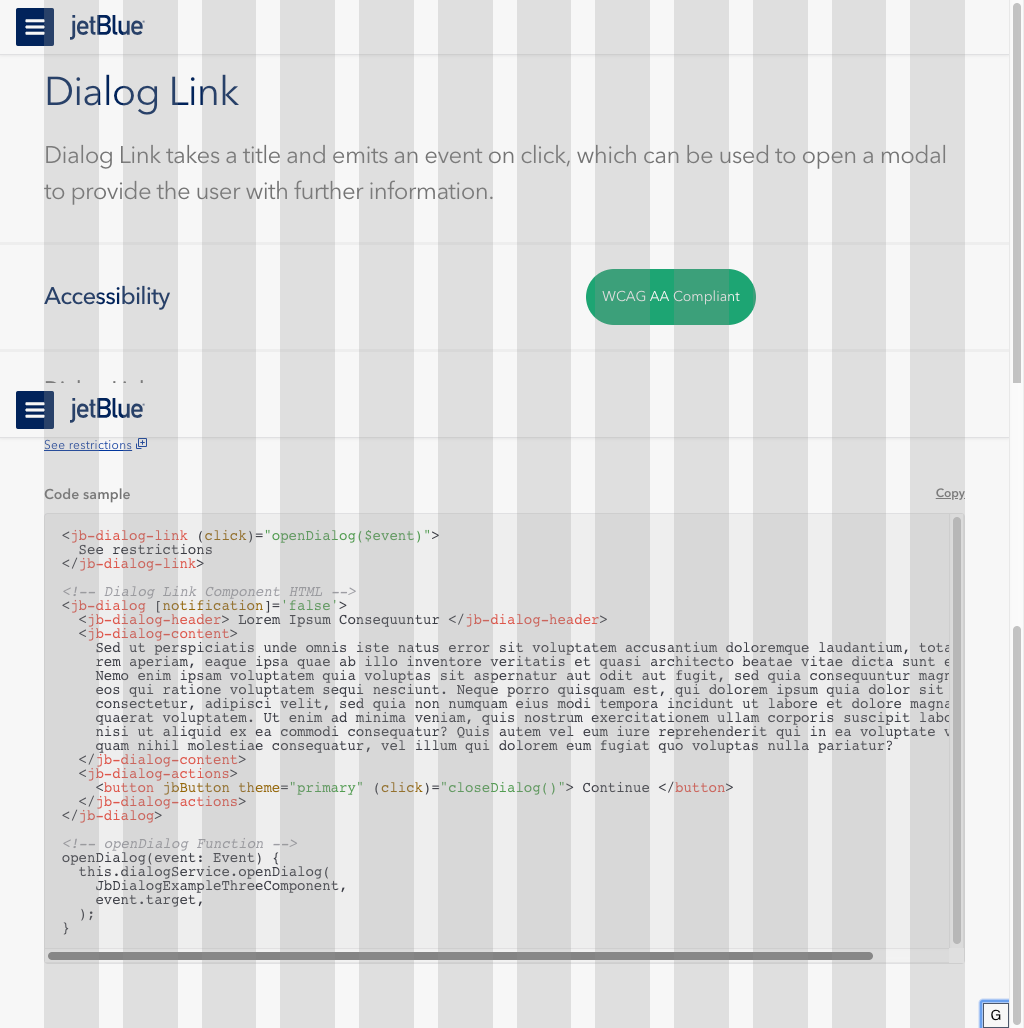 jetBlue
Dialog Link
Dialog Link takes a title and emits an event on click, which can be used to open a modal
to provide the user with further information.
Accessibility
WCAG AA Compliant
jetBlue
See restrictions
Code sample
Copy
<jb-dialog-link (click)="openDialog($event)">
  See restrictions
</jb-dialog-link>
<!-- Dialog Link Component HTML -->
<jb-dialog [notification]='false'>
  <jb-dialog-header> Lorem Ipsum Consequuntur </jb-dialog-header>
  <jb-dialog-content>
    Sed ut perspiciatis unde omnis iste natus error sit voluptatem accusantium doloremque laudantium, tota
    rem aperiam, eaque ipsa quae ab illo inventore veritatis et quasi architecto beatae vitae dicta sunt e
    Nemo enim ipsam voluptatem quia voluptas sit aspernatur aut odit aut fugit, sed quia consequuntur magn
    eos qui ratione voluptatem sequi nesciunt. Neque porro quisquam est, qui dolorem ipsum quia dolor sit
    consectetur, adipisci velit, sed quia non numquam eius modi tempora incidunt ut labore et dolore magna
    quaerat voluptatem. Ut enim ad minima veniam, quis nostrum exercitationem ullam corporis suscipit labo
    nisi ut aliquid ex ea commodi consequatur? Quis autem vel eum iure reprehenderit qui in ea voluptate v
    quam nihil molestiae consequatur, vel illum qui dolorem eum fugiat quo voluptas nulla pariatur?
  </jb-dialog-content>
  <jb-dialog-actions>
    <button jbButton theme="primary" (click)="closeDialog()"> Continue </button>
  </jb-dialog-actions>
</jb-dialog>
<!-- openDialog Function -->
openDialog(event: Event) {
  this.dialogService.openDialog(
    JbDialogExampleThreeComponent,
    event.target,
  );
}
G